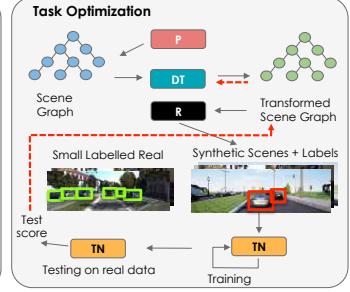 Task Optimization
P
DT
Scene
Graph
R
Transformed
Scene Graph
Small Labelled Real
Synthetic Scenes + Labels
Test
score
TN
TN
Testing on real data
Training